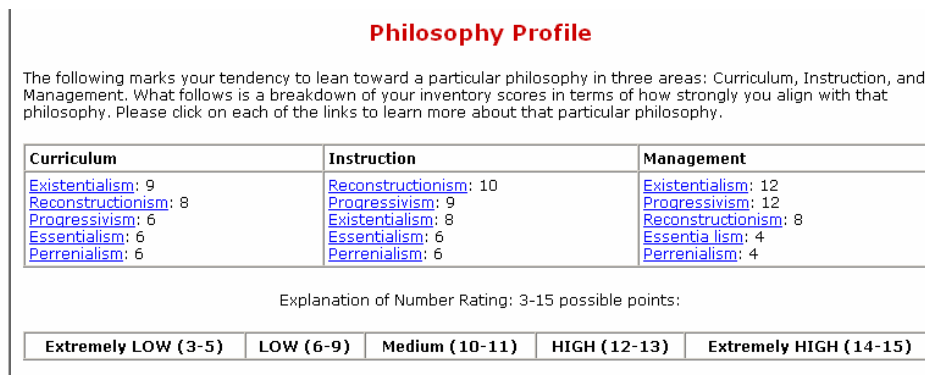 Philosophy Profile
The following marks your tendency to lean toward a particular philosophy in three areas: Curriculum, Instruction, and
Management. What follows is a breakdown of your inventory scores in terms of how strongly you align with that
philosophy. Please click on each of the links to learn more about that particular philosophy.
Curriculum
Existentialism: 9
Reconstructionism: 8
Progressivism: 6
Essentialism: 6
Perrenialism: 6
Instruction
Reconstructionism: 10
Progressivism: 9
Existentialism: 8
Essentialism: 6
Perrenialism: 6
Management
Existentialism: 12
Progressivism: 12
Reconstructionism: 8
Essentia lism: 4
Perrenialism: 4
Explanation of Number Rating: 3-15 possible points:
Extremely LOW (3-5) LOW (6-9) Medium (10-11) HIGH (12-13) Extremely HIGH (14-15)